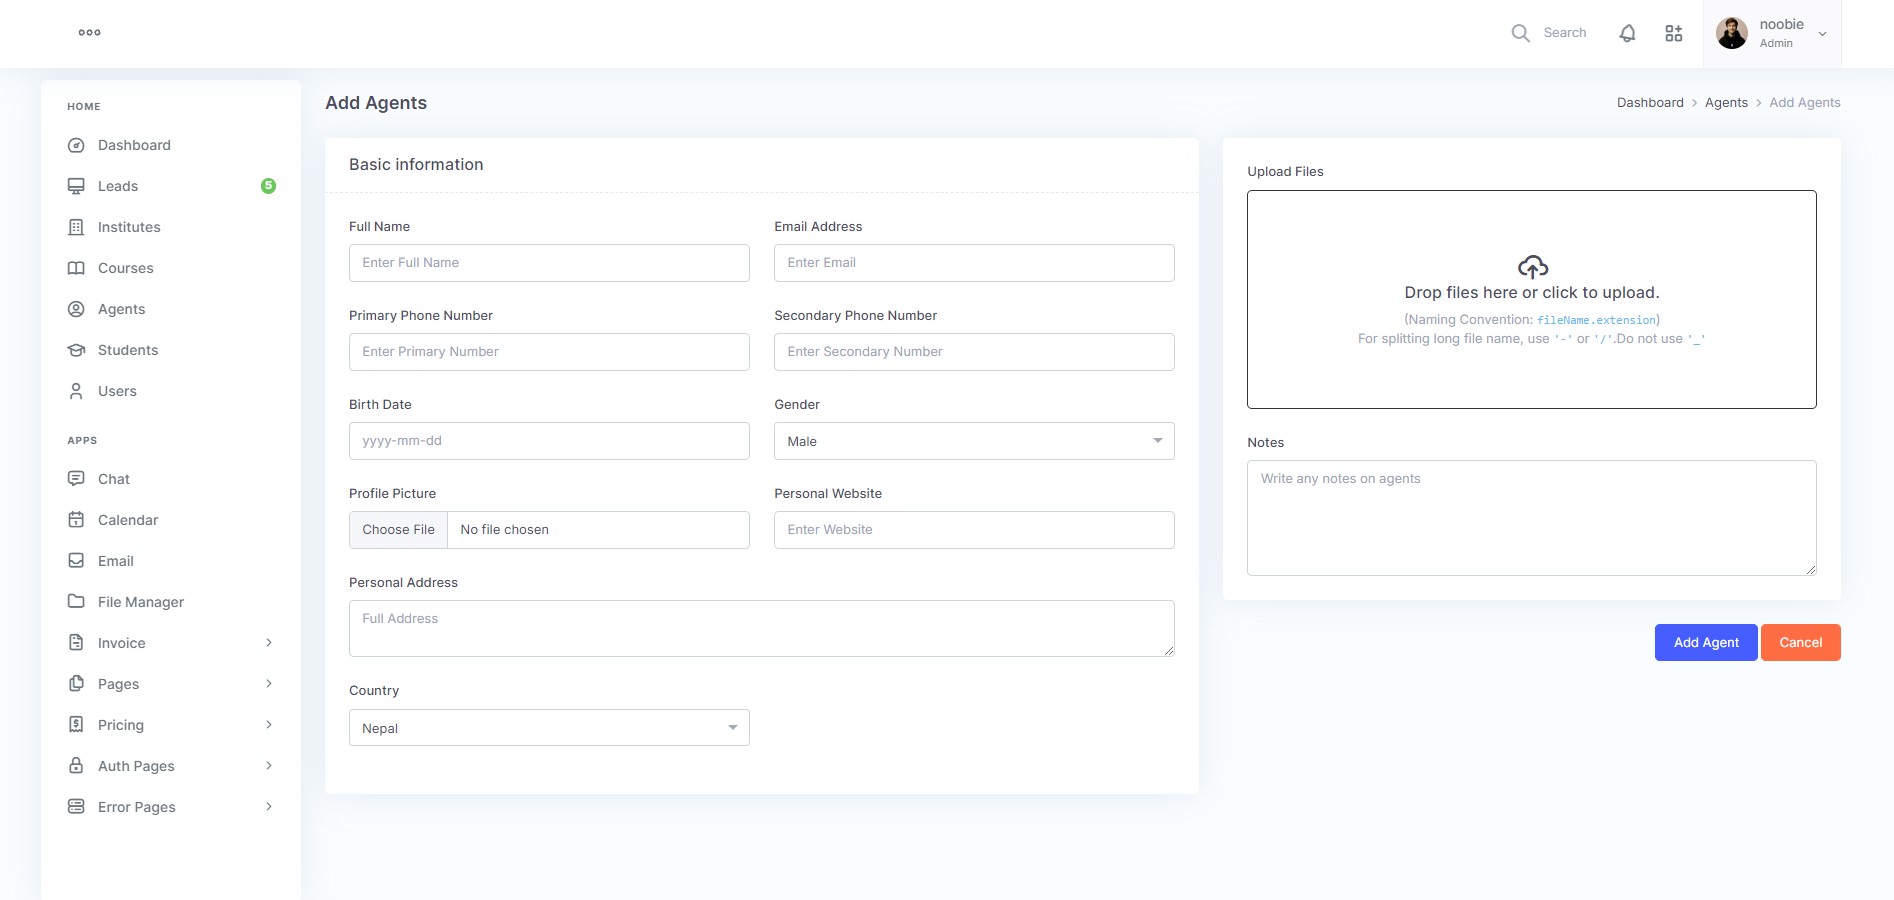 Search
noobie
Admin
HOME
Dashboard
Leads
5
Institutes
Courses
Agents
Students
Users
APPS
Chat
Calendar
Email
File Manager
Invoice
Pages
Pricing
Auth Pages
Error Pages
Add Agents
Dashboard > Agents > Add Agents
Basic information
Full Name
Enter Full Name
Email Address
Enter Email
Primary Phone Number
Enter Primary Number
Secondary Phone Number
Enter Secondary Number
Birth Date
yyyy-mm-dd
Gender
Male
Profile Picture
Choose File
No file chosen
Personal Website
Enter Website
Personal Address
Full Address
Country
Nepal
Upload Files
Drop files here or click to upload.
(Naming Convention: fileName.extension)
For splitting long file name, use '-' or '/'.Do not use '_'
Notes
Write any notes on agents
Add Agent
Cancel